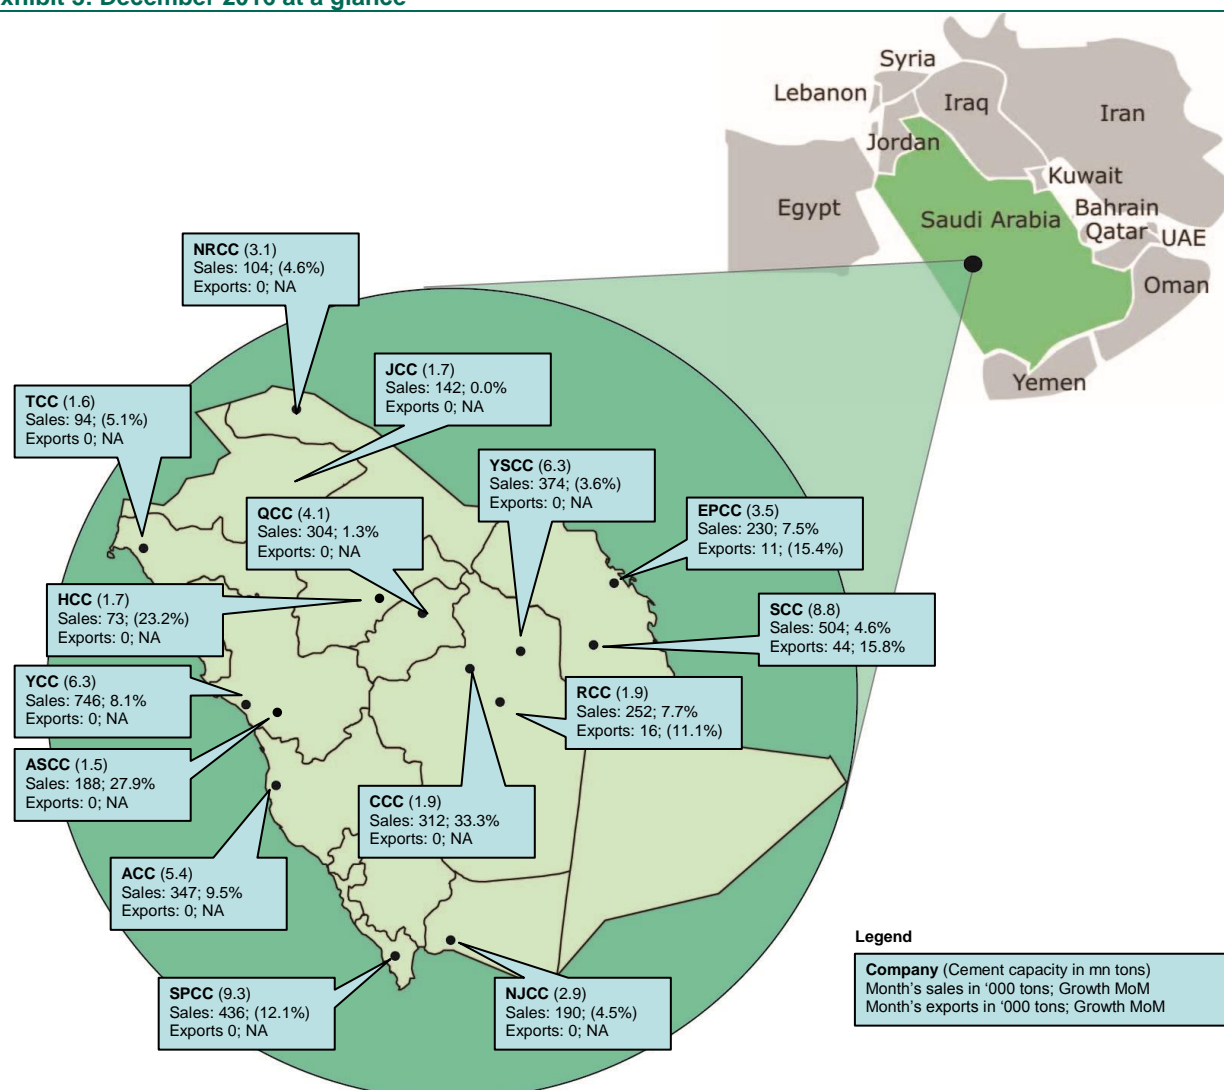 xhibit 3: December 2016 at a glance
Syria
Lebanon
Iraq
Iran
Jordan
Kuwait
Egypt
Saudi Arabia
Bahrain
Qatar
UAE
Oman
Yemen
NRCC (3.1)
Sales: 104; (4.6%)
Exports: 0; NA
JCC (1.7)
Sales: 142; 0.0%
Exports 0; NA
TCC (1.6)
Sales: 94; (5.1%)
Exports 0; NA
YSCC (6.3)
Sales: 374; (3.6%)
Exports: 0; NA
QCC (4.1)
Sales: 304; 1.3%
Exports: 0; NA
EPCC (3.5)
Sales: 230; 7.5%
Exports: 11; (15.4%)
HCC (1.7)
Sales: 73; (23.2%)
Exports: 0; NA
SCC (8.8)
Sales: 504; 4.6%
Exports: 44; 15.8%
YCC (6.3)
Sales: 746; 8.1%
Exports: 0; NA
RCC (1.9)
Sales: 252; 7.7%
Exports: 16; (11.1%)
ASCC (1.5)
Sales: 188; 27.9%
Exports: 0; NA
CCC (1.9)
Sales: 312; 33.3%
Exports: 0; NA
ACC (5.4)
Sales: 347; 9.5%
Exports: 0; NA
SPCC (9.3)
Sales: 436; (12.1%)
Exports 0; NA
NJCC (2.9)
Sales: 190; (4.5%)
Exports: 0; NA
Legend
Company (Cement capacity in mn tons)
Month's sales in ‘000 tons; Growth MoM
Month's exports in ‘000 tons; Growth MoM